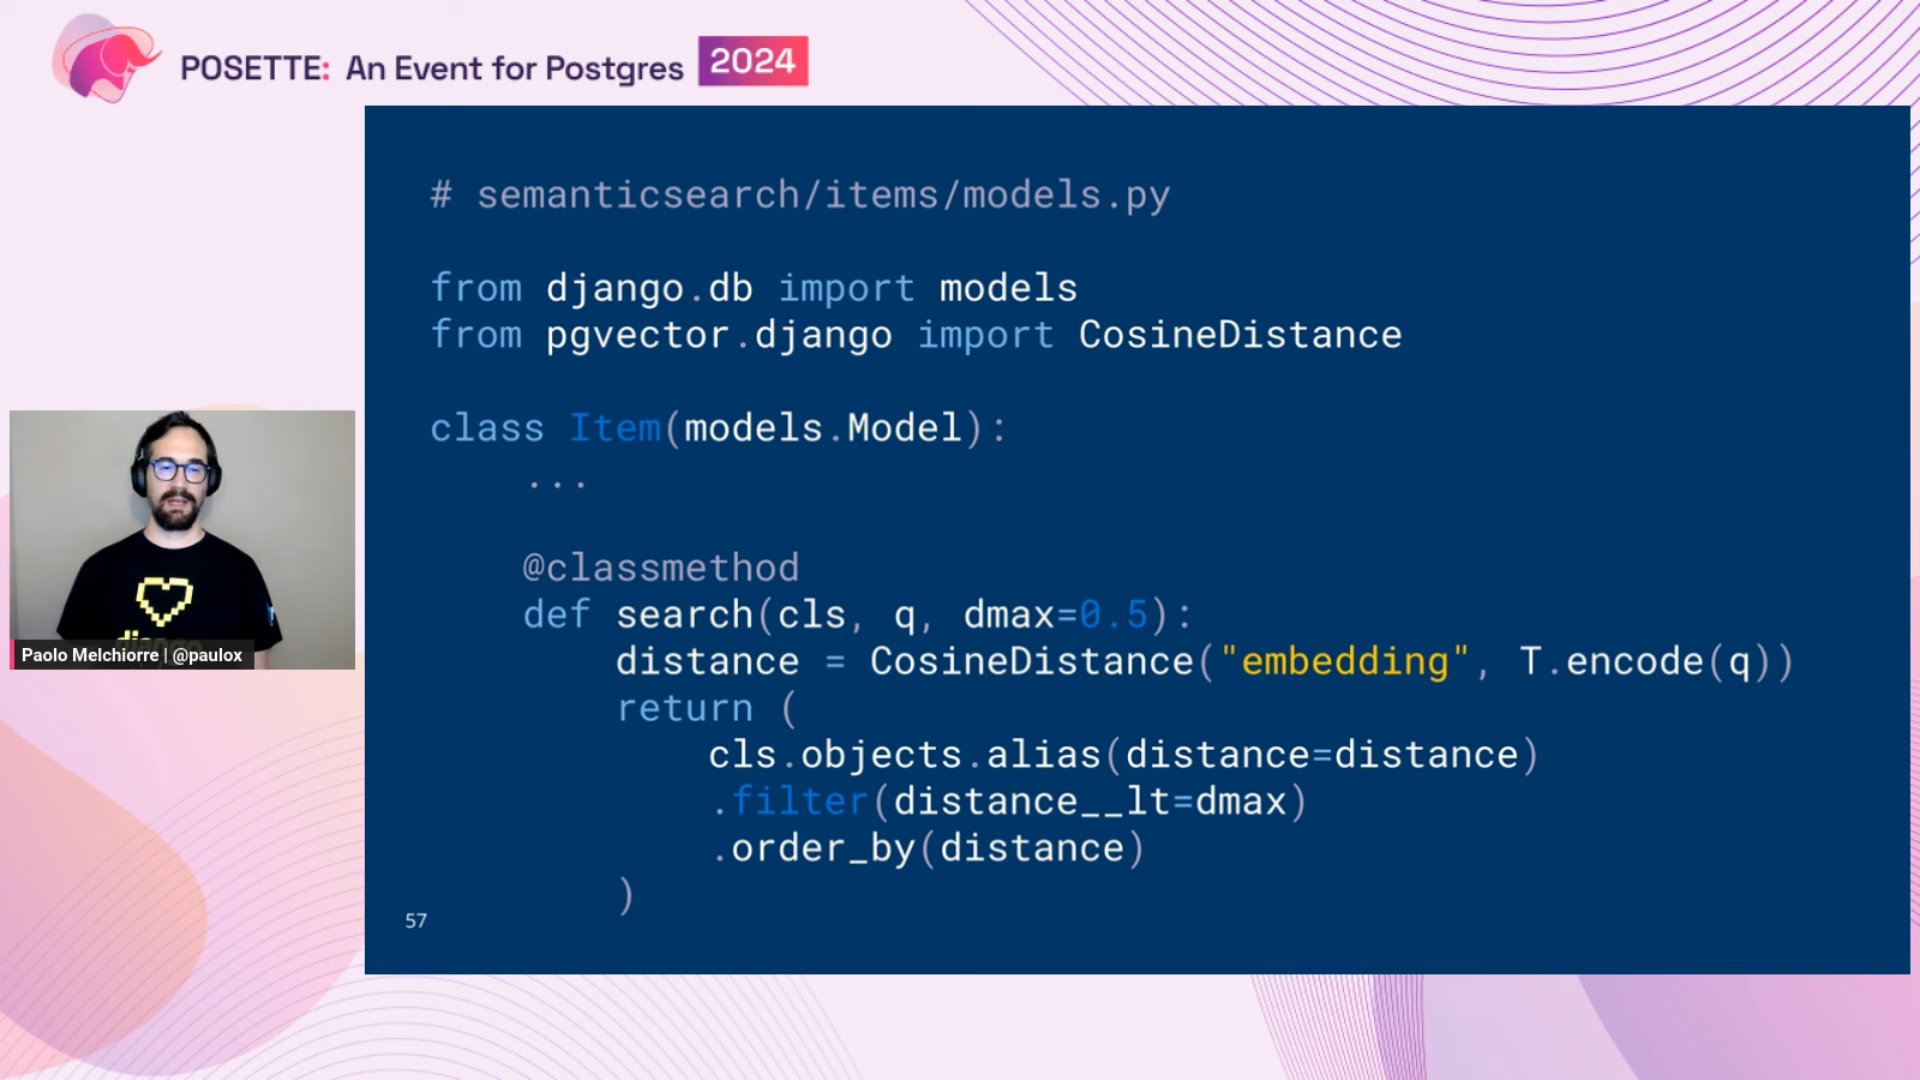 POSETTE: An Event for Postgres 2024
# semanticsearch/items/models.py
from django.db import models
from pgvector.django import CosineDistance
class Item(models.Model):
...
@classmethod
def search(cls, q, dmax=0.5):
distance = CosineDistance("embedding", T.encode(q))
return (
cls.objects.alias(distance=distance)
.filter(distance__lt=dmax)
.order_by(distance)
)
57
django
Paolo Melchiorre | @paulox